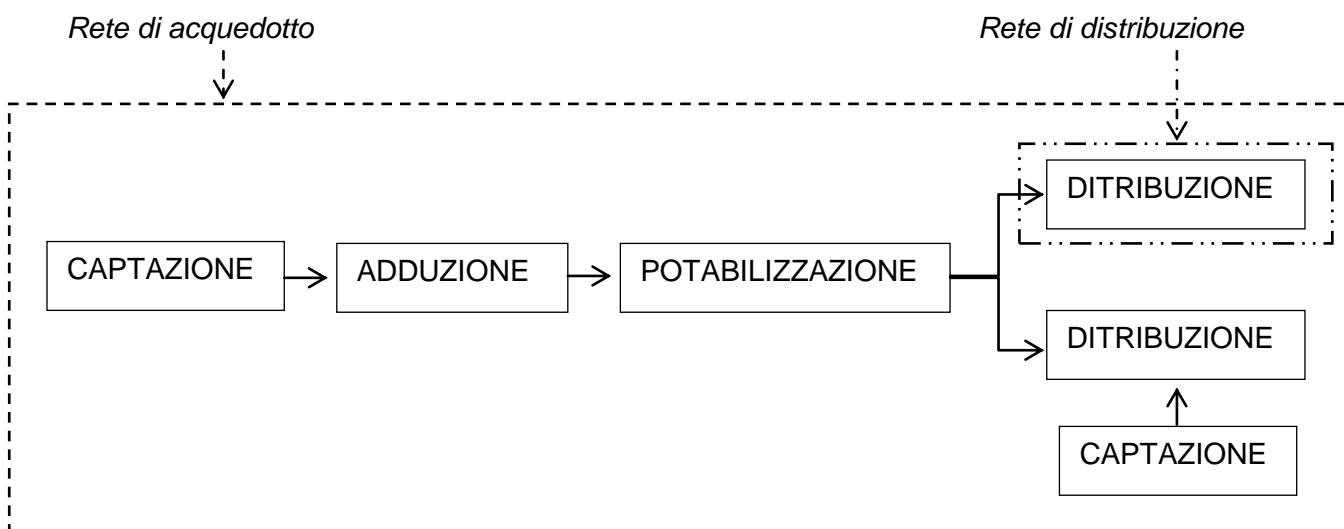 Rete di acquedotto
Rete di distribuzione
DITRIBUZIONE
CAPTAZIONE
ADDUZIONE
POTABILIZZAZIONE
DITRIBUZIONE
CAPTAZIONE